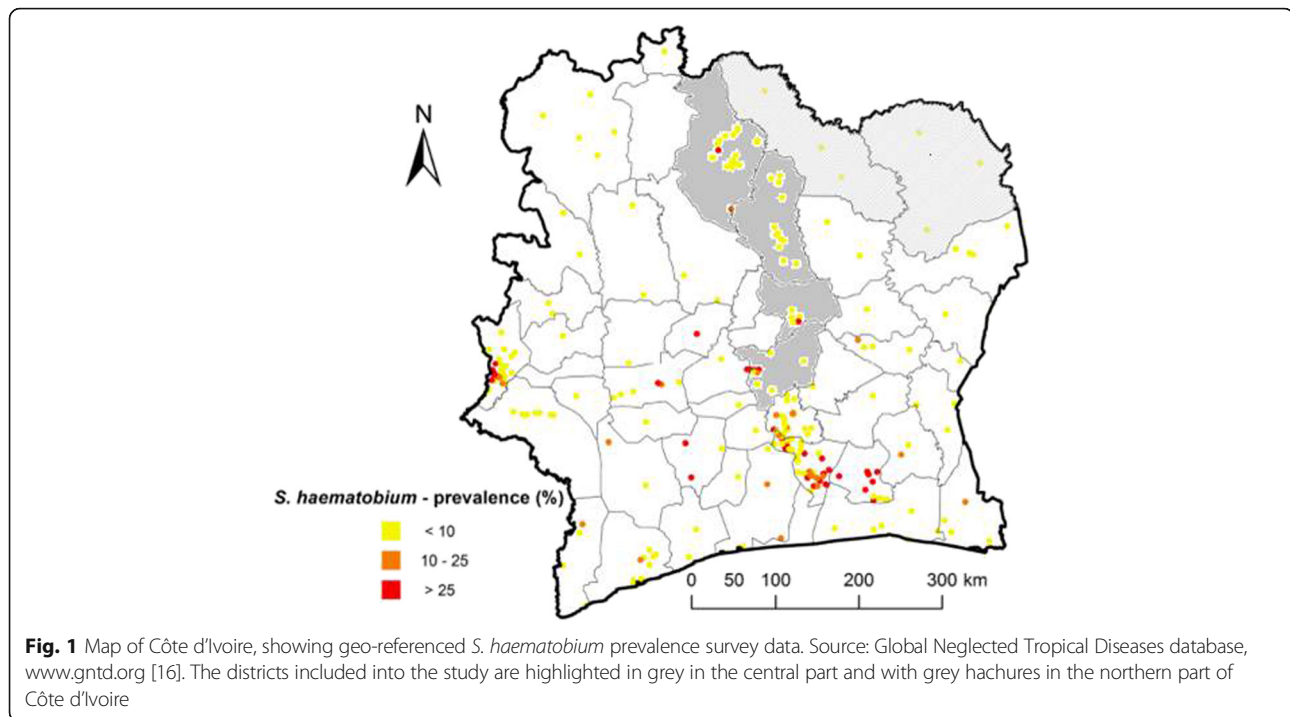 N
S. haematobium - prevalence (%)
< 10
10 - 25
> 25
0 50 100 200 300 km
Fig. 1 Map of Côte d'Ivoire, showing geo-referenced S. haematobium prevalence survey data. Source: Global Neglected Tropical Diseases database,
www.gntd.org [16]. The districts included into the study are highlighted in grey in the central part and with grey hachures in the northern part of
Côte d'Ivoire